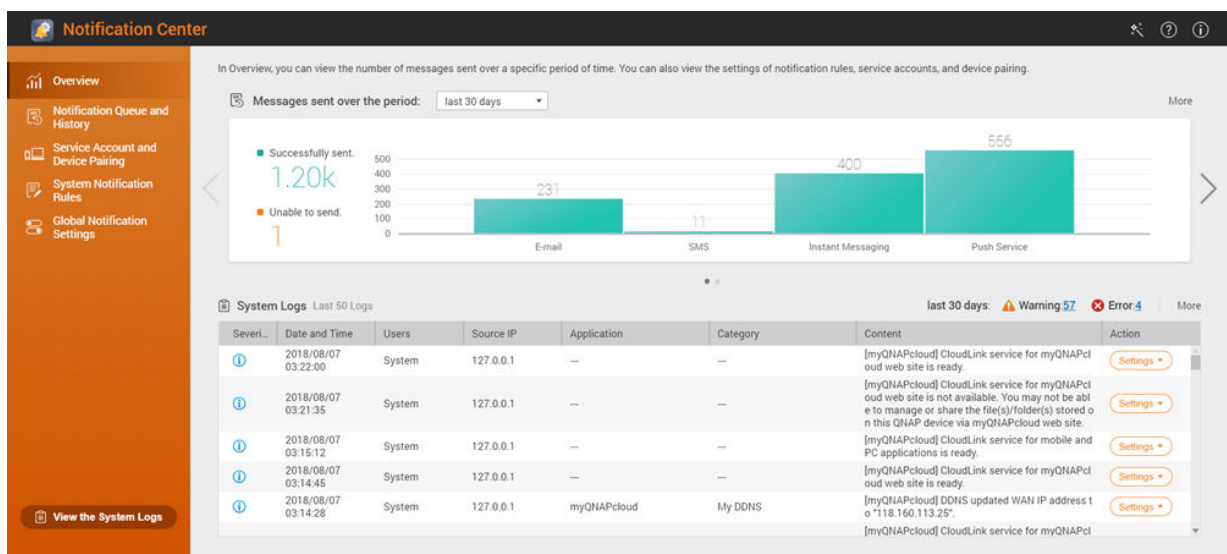 Notification Center
Overview
Notification Queue and
History
Service Account and
Device Pairing
System Notification
Rules
Global Notification
Settings
View the System Logs
In Overview, you can view the number of messages sent over a specific period of time. You can also view the settings of notification rules, service accounts, and device pairing.
Messages sent over the period: last 30 days More
Successfully sent.
1.20k
Unable to send.
1
500
400
300
200
100
0
231
11
400
556
E-mail SMS Instant Messaging Push Service
System Logs Last 50 Logs last 30 days: Warning:57 Error:4 More
Severi... Date and Time Users Source IP Application Category Content Action
2018/08/07
03:22:00
System 127.0.0.1 --- ---
[myQNAPcloud] CloudLink service for myQNAPcl
oud web site is ready.
Settings
2018/08/07
03:21:35
System 127.0.0.1 --- ---
[myQNAPcloud] CloudLink service for myQNAPcl
oud web site is not available. You may not be abl
e to manage or share the file(s)/folder(s) stored o
n this QNAP device via myQNAPcloud web site.
Settings
2018/08/07
03:15:12
System 127.0.0.1 --- ---
[myQNAPcloud] CloudLink service for mobile and
PC applications is ready.
Settings
2018/08/07
03:14:45
System 127.0.0.1 --- ---
[myQNAPcloud] CloudLink service for myQNAPcl
oud web site is ready.
Settings
2018/08/07
03:14:28
System 127.0.0.1 myQNAPcloud My DDNS
[myQNAPcloud] DDNS updated WAN IP address t
o "118.160.113.25".
Settings
[myQNAPcloud] CloudLink service for myQNAPcl